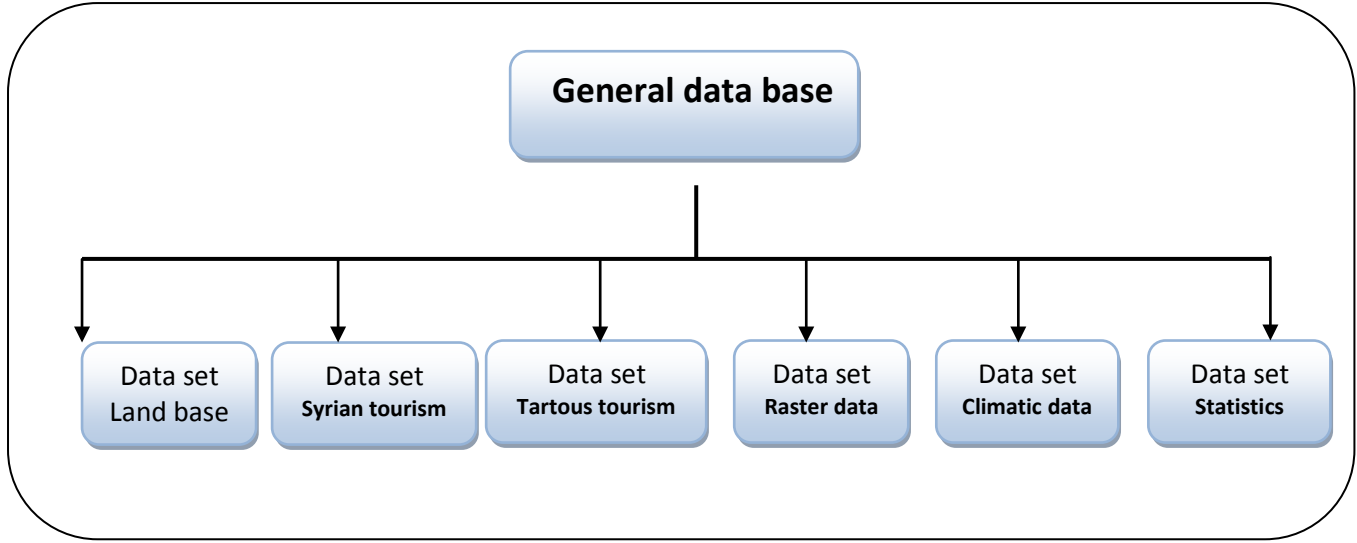 General data base
Data set
Land base
Data set
Syrian tourism
Data set
Tartous tourism
Data set
Raster data
Data set
Climatic data
Data set
Statistics